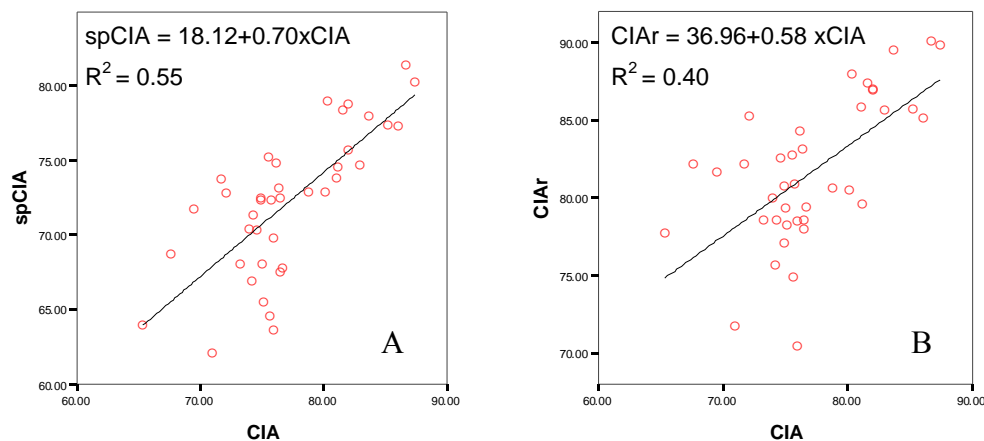 spCIA = 18.12+0.70xCIA
R² = 0.55
80.00
75.00
70.00
65.00
60.00
spCIA
A
60.00 70.00 80.00 90.00
CIA
CIAr = 36.96+0.58 xCIA
R² = 0.40
90.00
85.00
80.00
75.00
70.00
CIAr
B
60.00 70.00 80.00 90.00
CIA